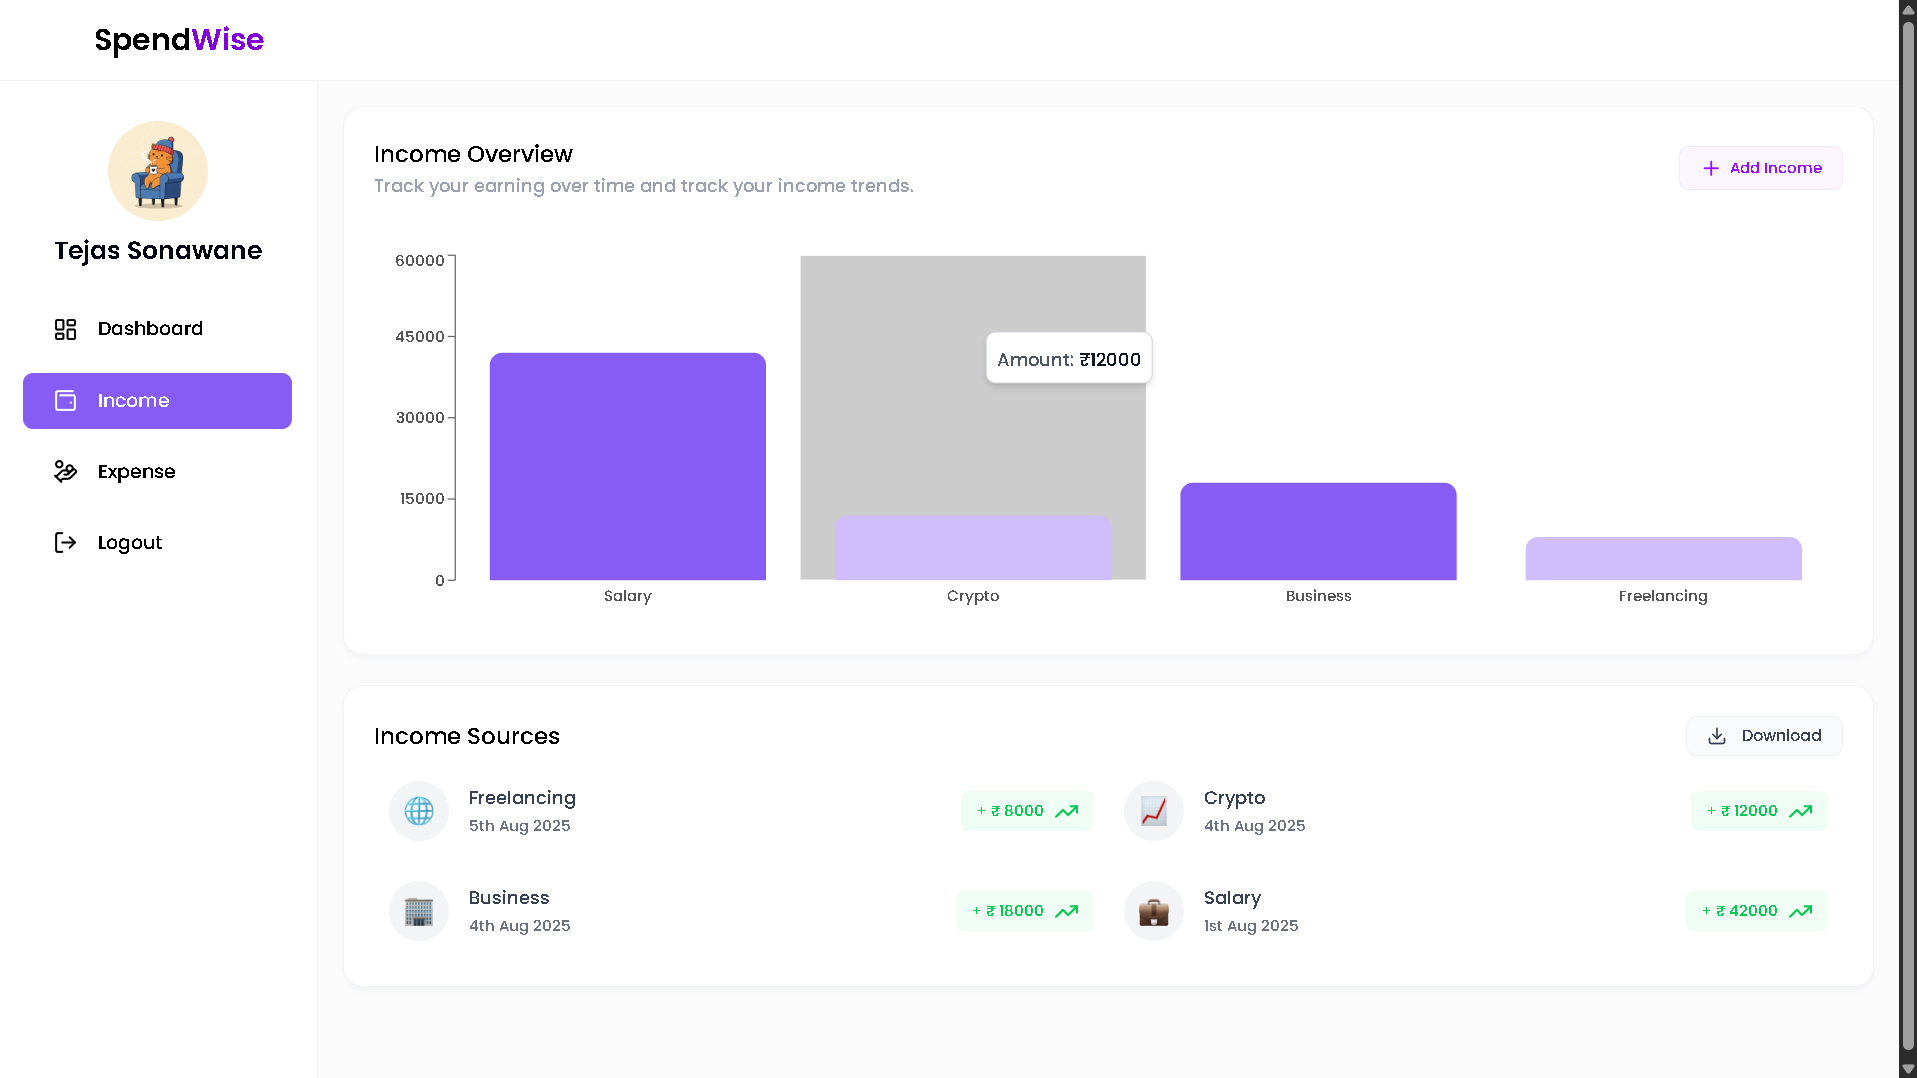 SpendWise
Tejas Sonawane
Dashboard
Income
Expense
Logout
Income Overview
Track your earning over time and track your income trends.
Add Income
60000
45000
30000
15000
0
Amount: ₹12000
Salary
Crypto
Business
Freelancing
Income Sources
Download
Freelancing
5th Aug 2025
+ ₹ 8000
Crypto
4th Aug 2025
+ ₹ 12000
Business
4th Aug 2025
+ ₹ 18000
Salary
1st Aug 2025
+ ₹ 42000